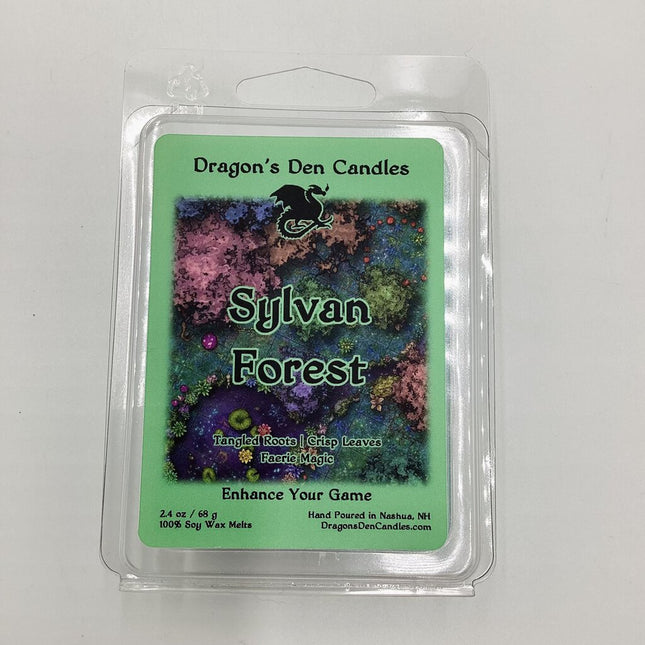 Dragon's Den Candles
Sylvan
Forest
Tangled Roots | Crisp Leaves
Faerie Magic
Enhance Your Game
2.4 oz / 68 g
100% Soy Wax Melts
Hand Poured in Nashua, NH
DragonsDenCandles.com